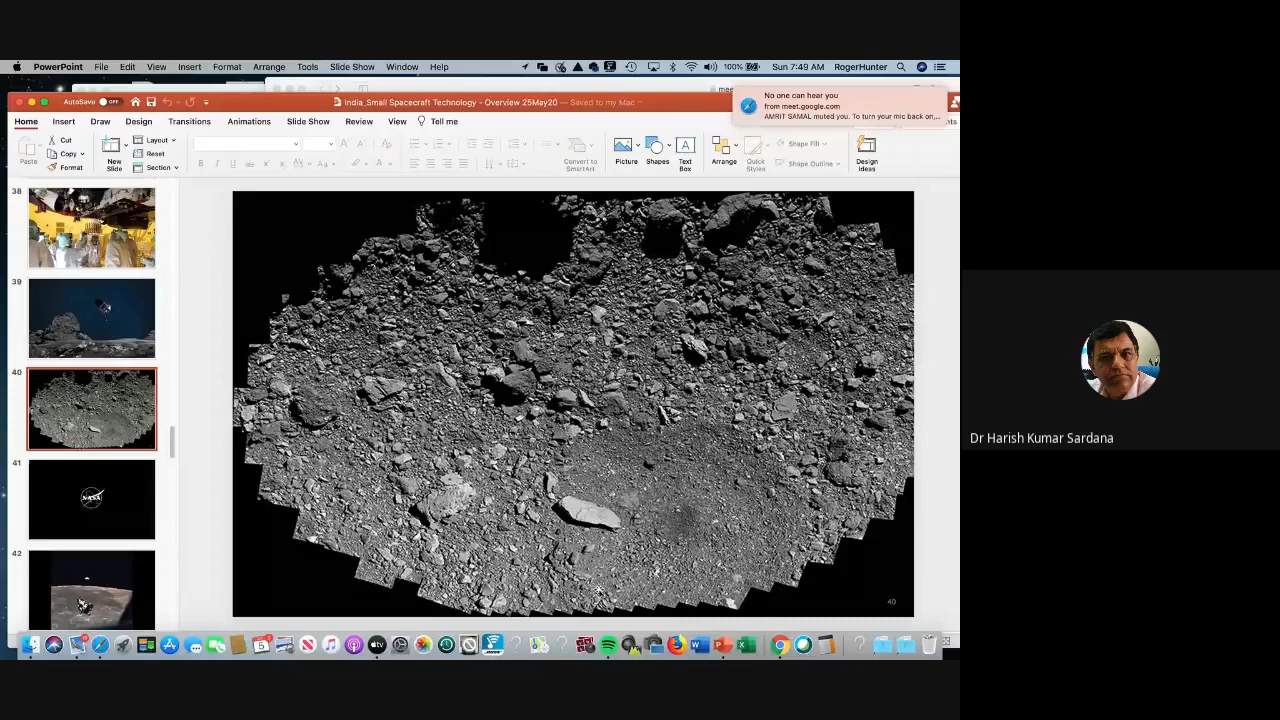 PowerPoint File Edit View Insert Format Arrange Tools Slide Show Window Help 100% Sun 7:49 AM RogerHunter
AutoSave OFF India_Small Spacecraft Technology - Overview 25May20 — Saved to my Mac
No one can hear you
from meet.google.com
AMRIT SAMAL muted you. To turn your mic back on,...
Home Insert Draw Design Transitions Animations Slide Show Review View Tell me
Paste
Cut
Copy
Format
New Slide
Layout
Reset
Section
Convert to SmartArt
Picture
Shapes
Text Box
Arrange
Quick Styles
Shape Fill
Shape Outline
Design Ideas
38
39
40
41
NASA
42
40
Dr Harish Kumar Sardana